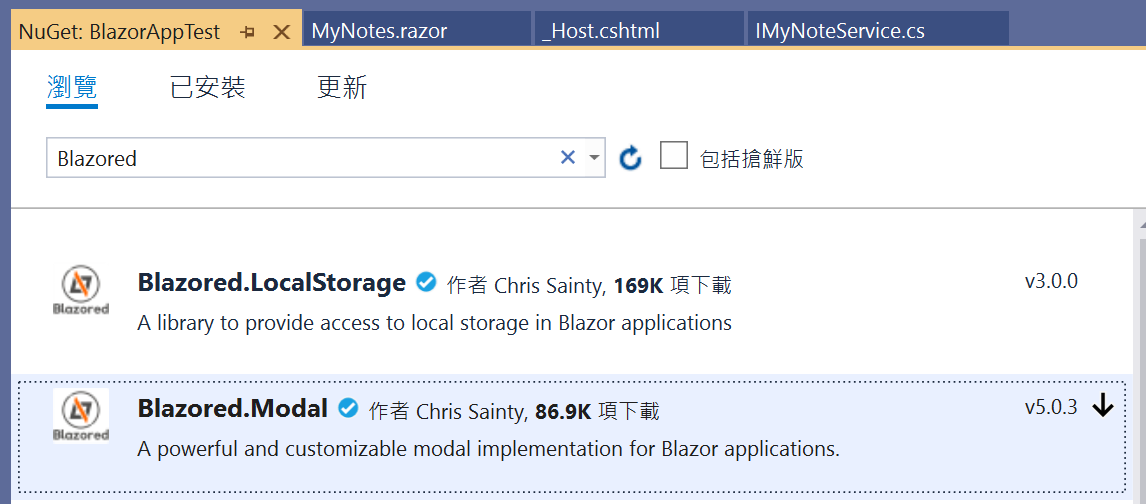 NuGet: BlazorAppTest MyNotes.razor _Host.cshtml IMyNoteService.cs
瀏覽 已安裝 更新
Blazored 包括搶鮮版
Blazored
Blazored.LocalStorage 作者 Chris Sainty, 169K 項下載 v3.0.0
A library to provide access to local storage in Blazor applications
Blazored
Blazored.Modal 作者 Chris Sainty, 86.9K 項下載 v5.0.3
A powerful and customizable modal implementation for Blazor applications.